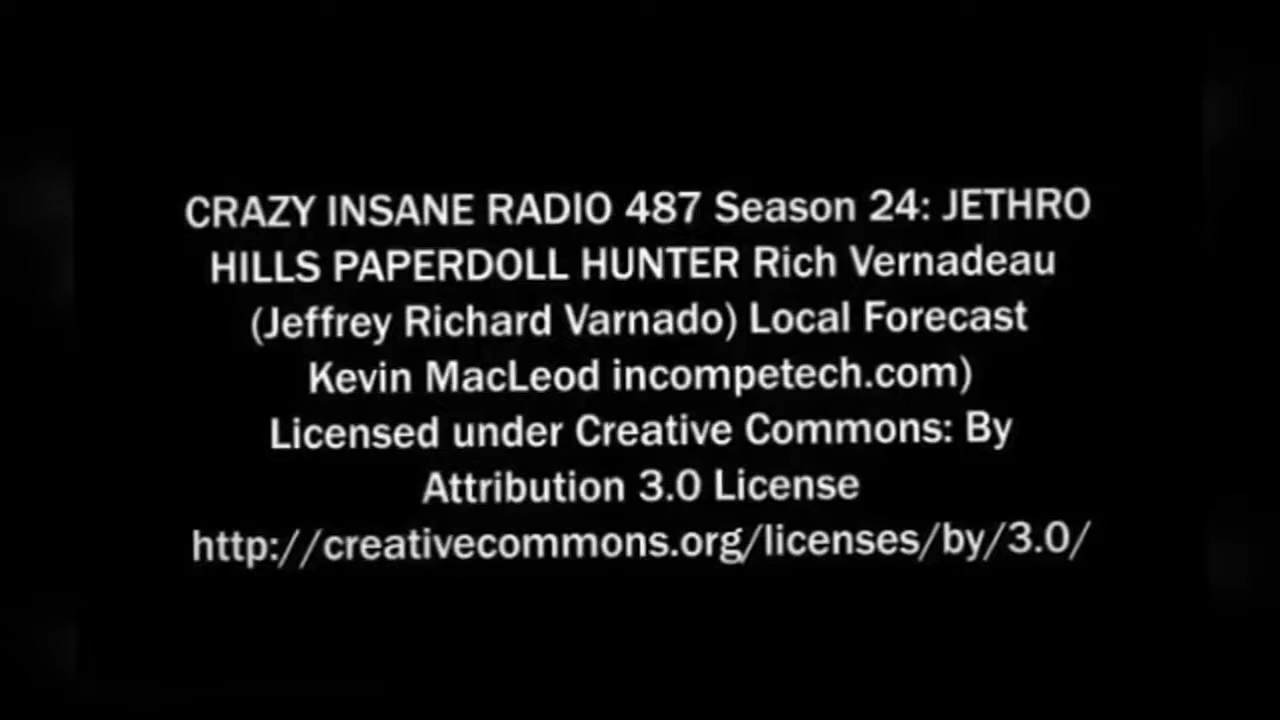 CRAZY INSANE RADIO 487 Season 24: JETHRO
HILLS PAPERDOLL HUNTER Rich Vernadeau
(Jeffrey Richard Varnado) Local Forecast
Kevin MacLeod incompetech.com)
Licensed under Creative Commons: By
Attribution 3.0 License
http://creativecommons.org/licenses/by/3.0/